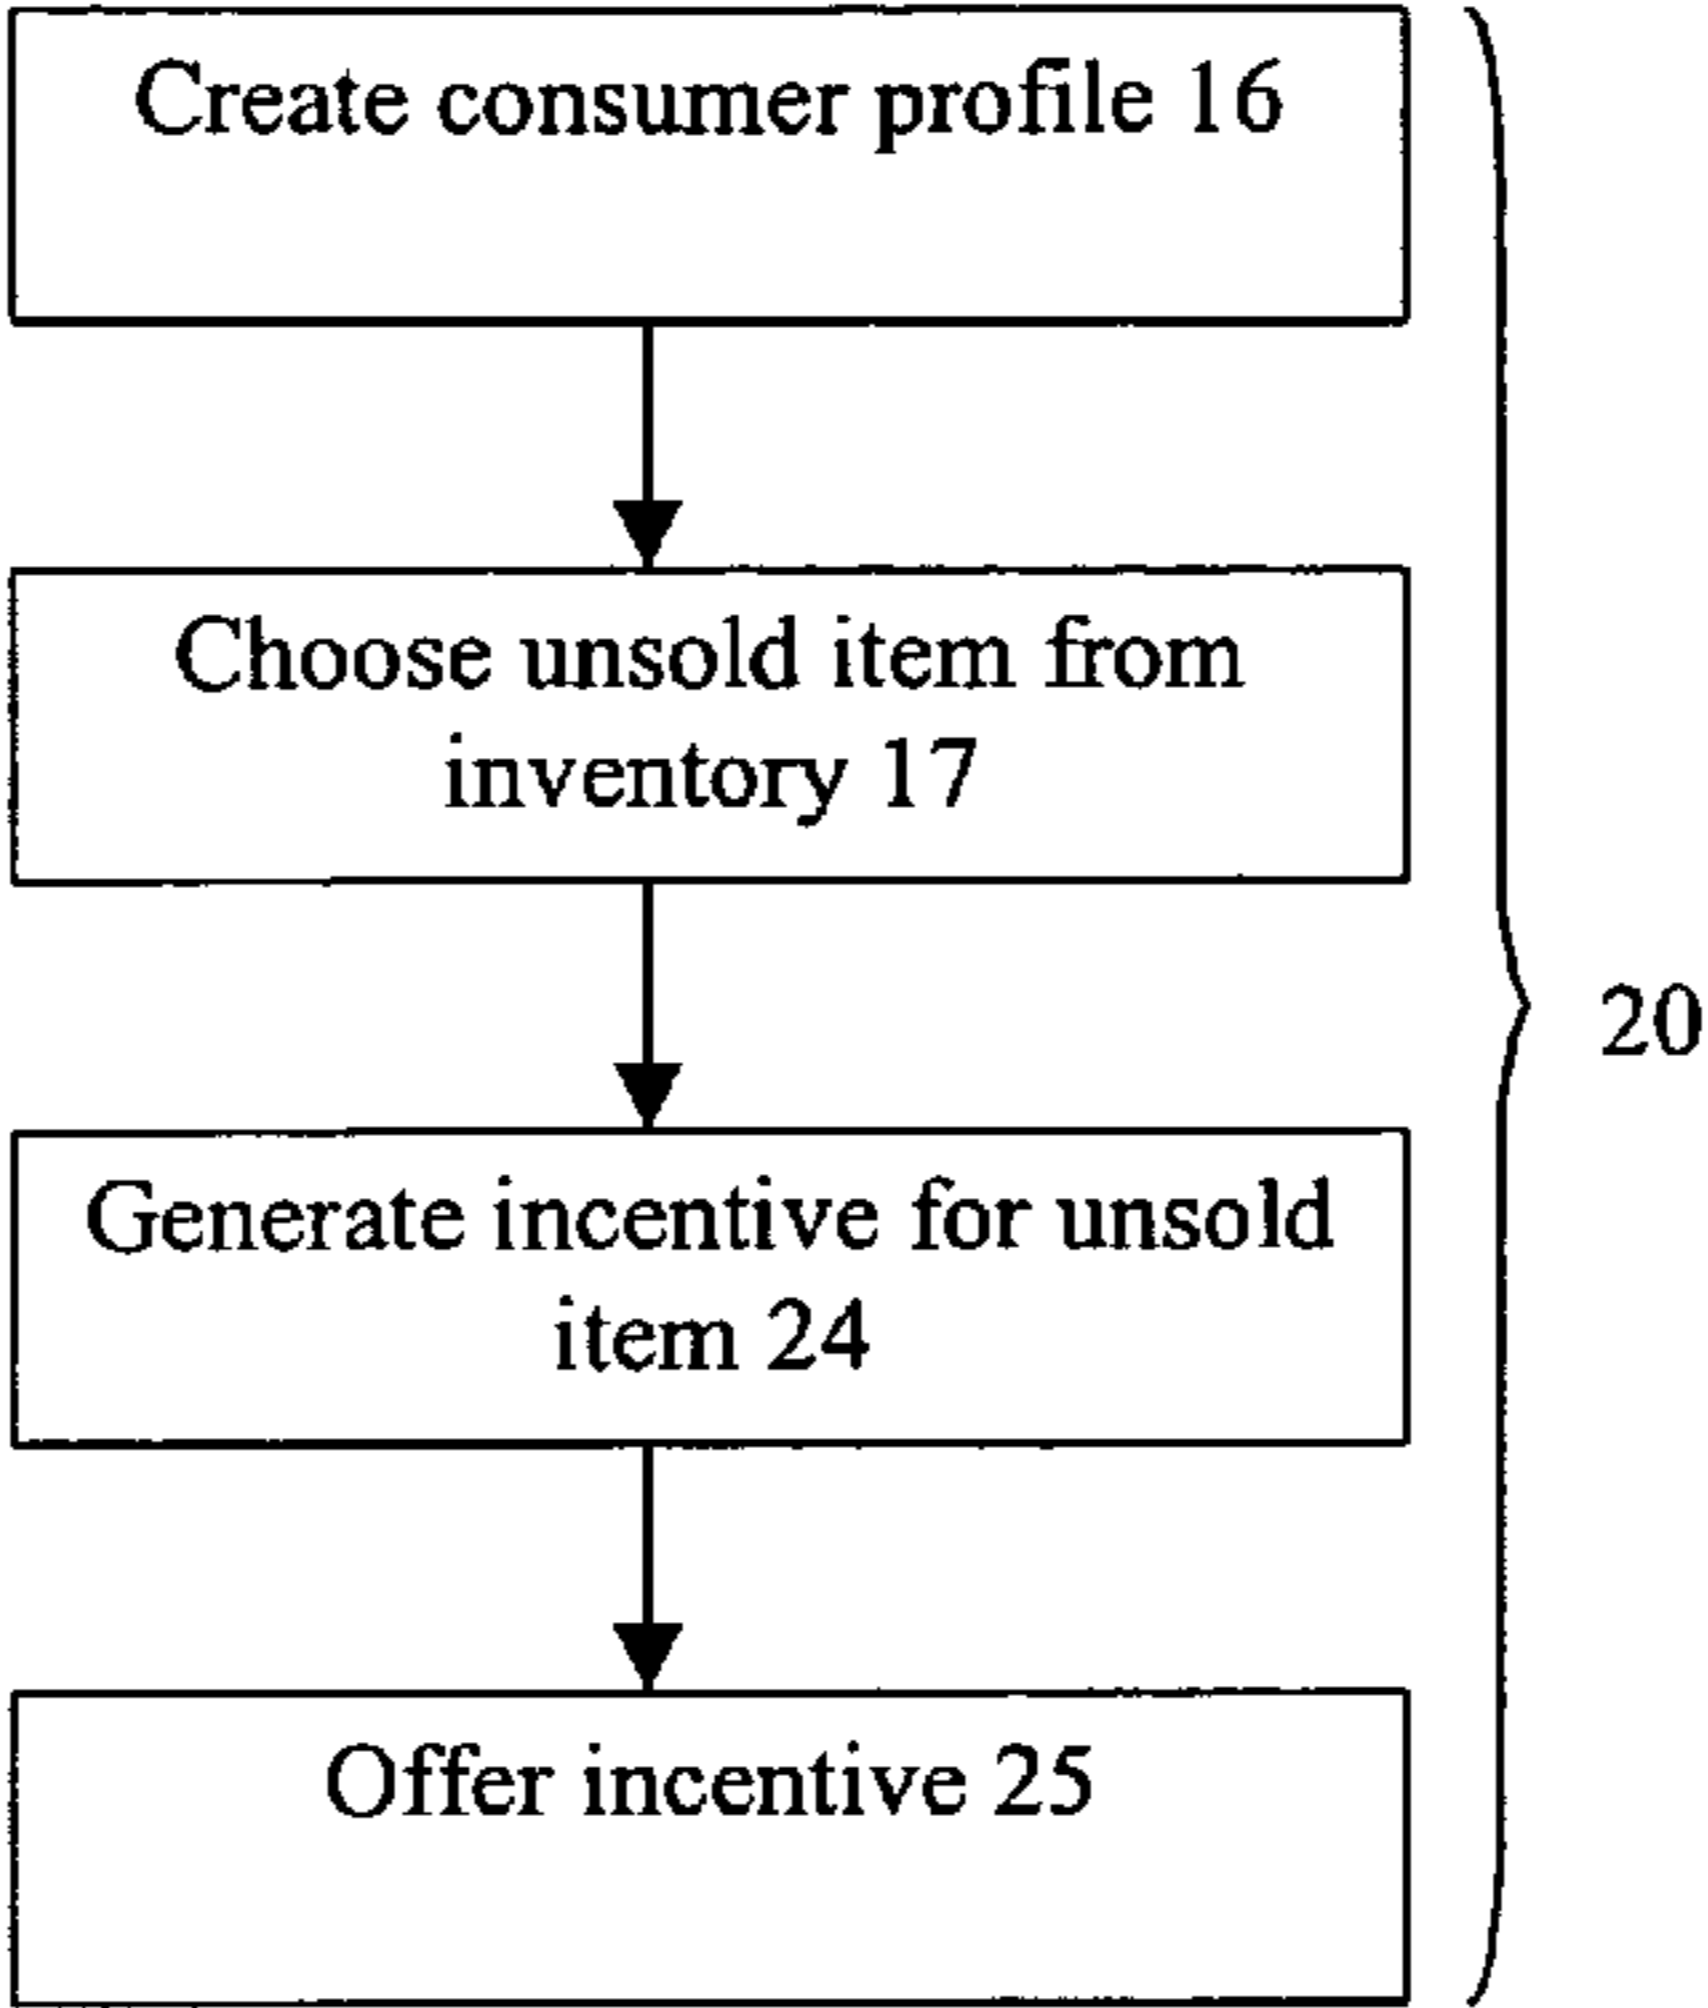 Create consumer profile 16
Choose unsold item from
inventory 17
20
Generate incentive for unsold
item 24
Offer incentive 25